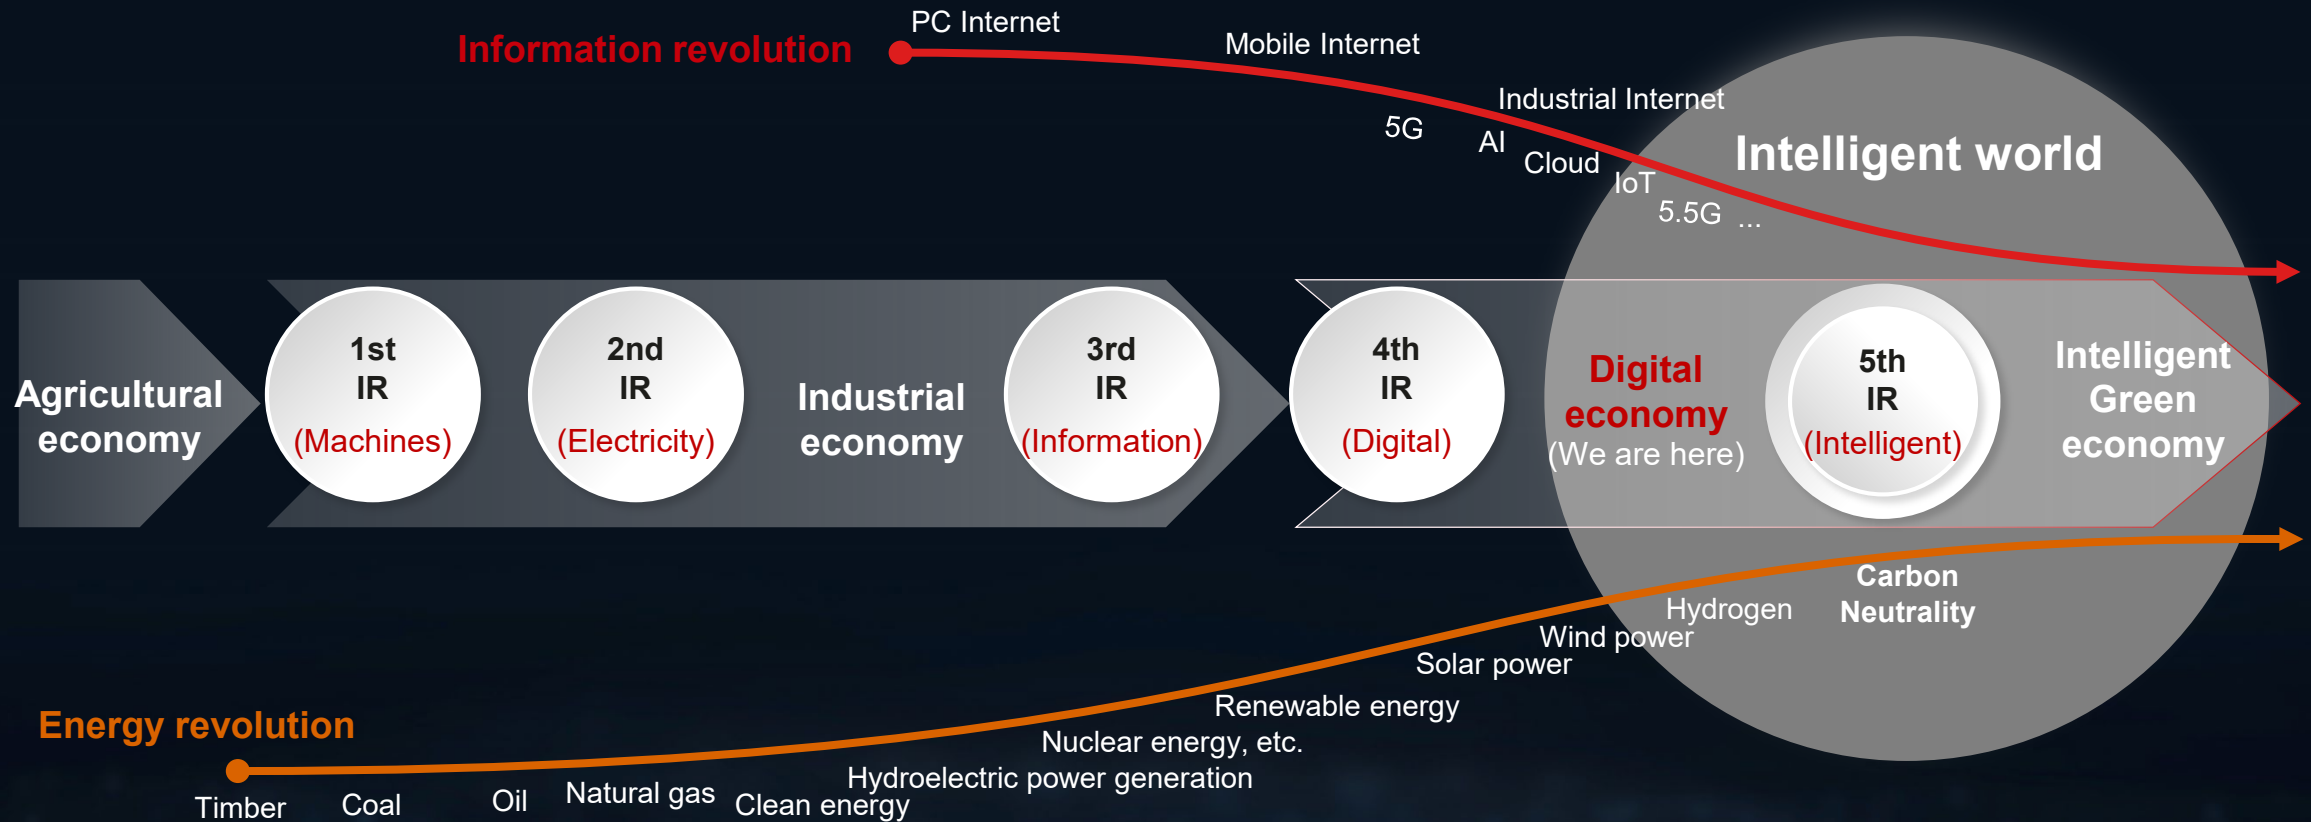 PC Internet
Information revolution
Mobile Internet
Industrial Internet
5G
AI
Cloud
IoT
5.5G ...
Intelligent world
Agricultural
economy
1st
IR
(Machines)
2nd
IR
(Electricity)
Industrial
economy
3rd
IR
(Information)
4th
IR
(Digital)
Digital
economy
(We are here)
5th
IR
(Intelligent)
Intelligent
Green
economy
Energy revolution
Timber
Coal
Oil
Natural gas
Clean energy
Hydroelectric power generation
Nuclear energy, etc.
Renewable energy
Solar power
Wind power
Hydrogen
Carbon
Neutrality